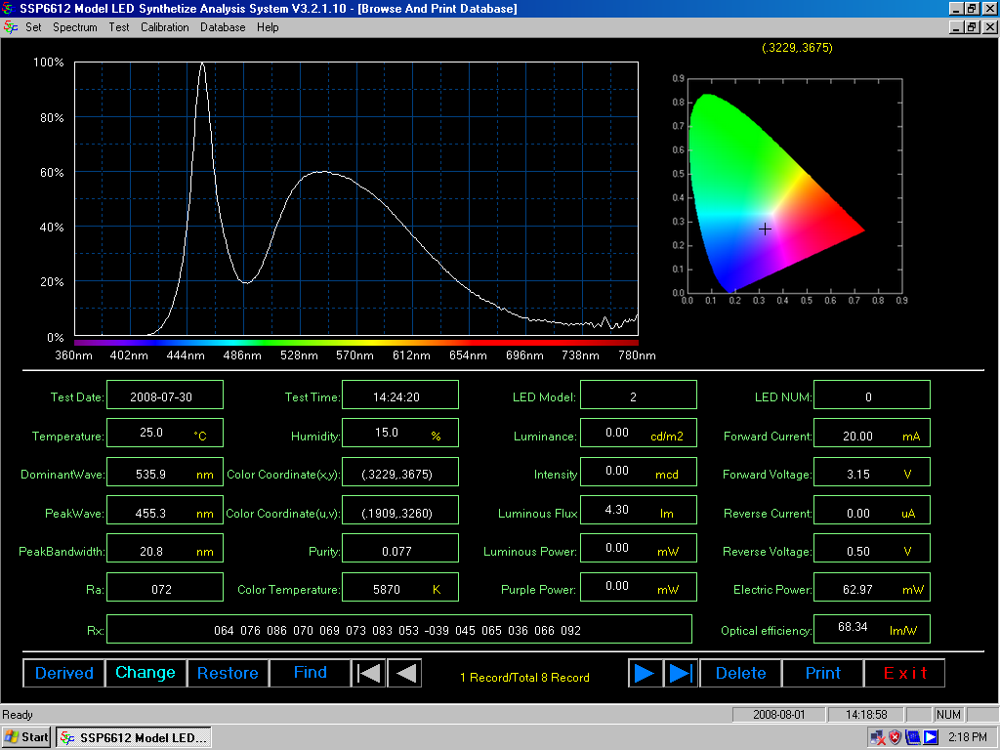 SSP6612 Model LED Synthetize Analysis System V3.2.1.10 - [Browse And Print Database]
Set Spectrum Test Calibration Database Help
(.3229,.3675)
100%
80%
60%
40%
20%
0%
360nm 402nm 444nm 486nm 528nm 570nm 612nm 654nm 696nm 738nm 780nm
0.9
0.8
0.7
0.6
0.5
0.4
0.3
0.2
0.1
0.0
0.0 0.1 0.2 0.3 0.4 0.5 0.6 0.7 0.8 0.9
Test Date: 2008-07-30 Test Time: 14:24:20 LED Model: 2 LED NUM: 0
Temperature: 25.0 °C Humidity: 15.0 % Luminance: 0.00 cd/m2 Forward Current: 20.00 mA
DominantWave: 535.9 nm Color Coordinate(x,y): (.3229,.3675) Intensity 0.00 mcd Forward Voltage: 3.15 V
PeakWave: 455.3 nm Color Coordinate(u,v): (.1909,.3260) Luminous Flux 4.30 lm Reverse Current: 0.00 uA
PeakBandwidth: 20.8 nm Purity: 0.077 Luminous Power: 0.00 mW Reverse Voltage: 0.50 V
Ra: 072 Color Temperature: 5870 K Purple Power: 0.00 mW Electric Power: 62.97 mW
Rx: 064 076 086 070 069 073 083 053 -039 045 065 036 066 092 Optical efficiency: 68.34 lm/W
Derived Change Restore Find 1 Record/Total 8 Record Delete Print Exit
Ready 2008-08-01 14:18:58 NUM
Start SSP6612 Model LED... 2:18 PM